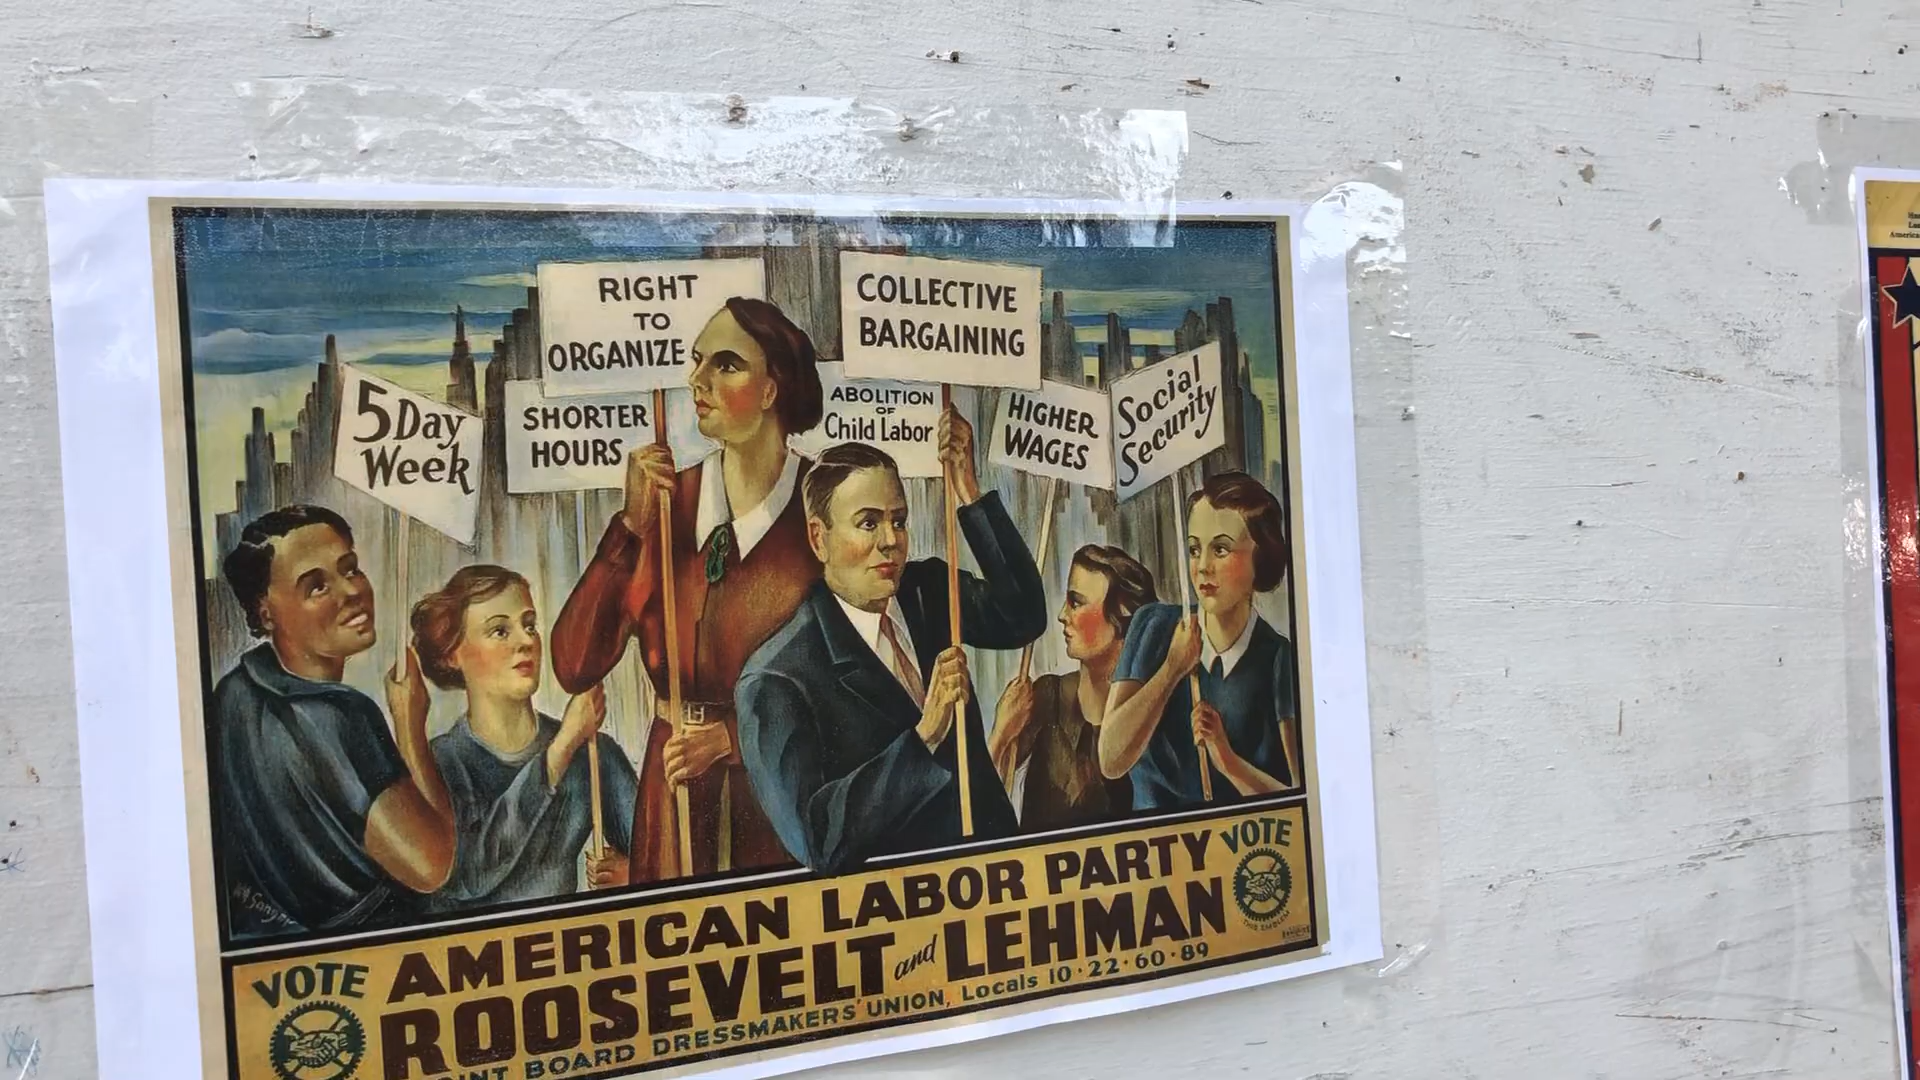 RIGHT
TO
ORGANIZE
COLLECTIVE
BARGAINING
5 Day
Week
SHORTER
HOURS
ABOLITION
OF
Child Labor
HIGHER
WAGES
Social
Security
VOTE
AMERICAN LABOR PARTY
VOTE
ROOSEVELT and LEHMAN
BOARD DRESSMAKERS' UNION, Locals 10·22·60·89